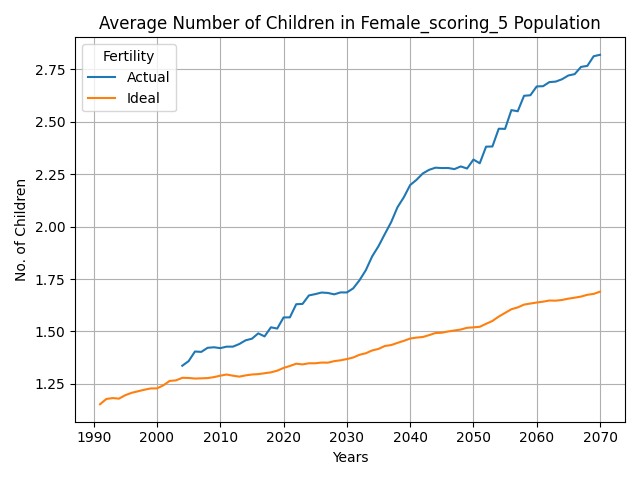 Average Number of Children in Female_scoring_5 Population
Fertility
Actual
Ideal
No. of Children
2.75
2.50
2.25
2.00
1.75
1.50
1.25
1990 2000 2010 2020 2030 2040 2050 2060 2070
Years